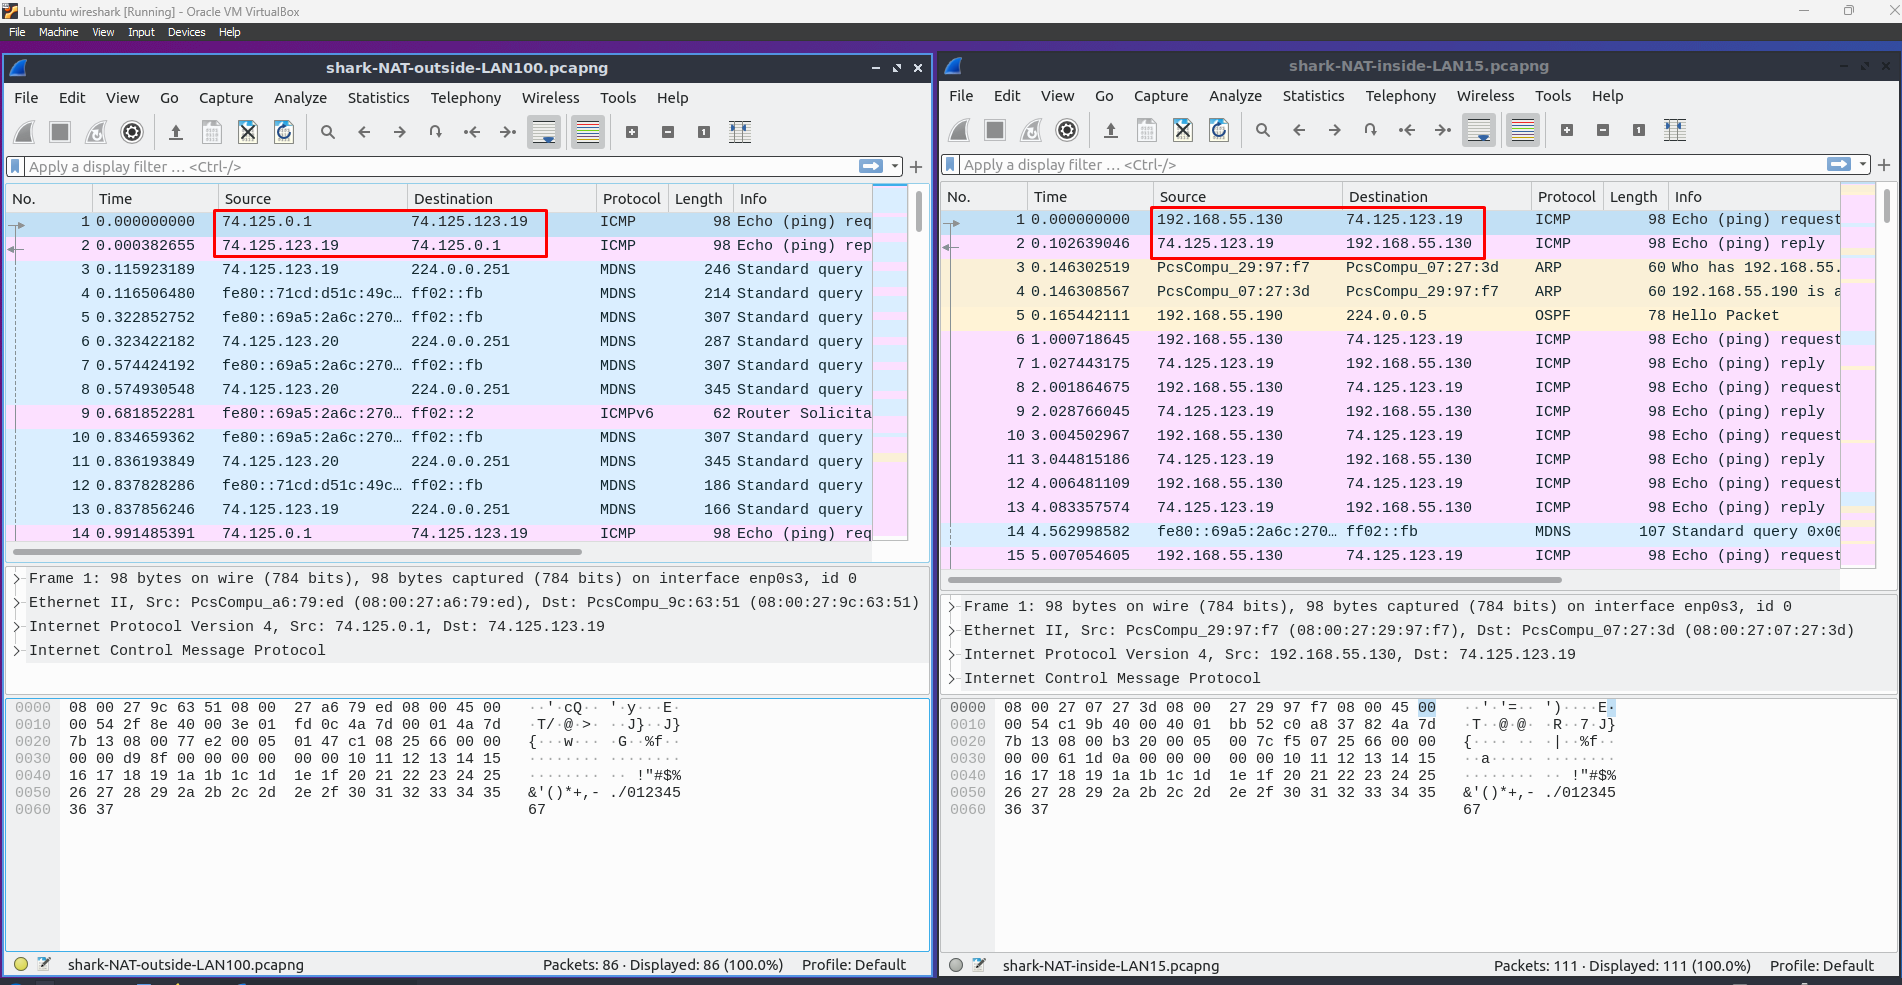 Lubuntu wireshark [Running] - Oracle VM VirtualBox
File Machine View Input Devices Help
shark-NAT-outside-LAN100.pcapng
File Edit View Go Capture Analyze Statistics Telephony Wireless Tools Help
Apply a display filter … <Ctrl-/>
No. Time Source Destination Protocol Length Info
1 0.000000000 74.125.0.1 74.125.123.19 ICMP 98 Echo (ping) req
2 0.000382655 74.125.123.19 74.125.0.1 ICMP 98 Echo (ping) rep
3 0.115923189 74.125.123.19 224.0.0.251 MDNS 246 Standard query
4 0.116506480 fe80::71cd:d51c:49c… ff02::fb MDNS 214 Standard query
5 0.322852752 fe80::69a5:2a6c:270… ff02::fb MDNS 307 Standard query
6 0.323422182 74.125.123.20 224.0.0.251 MDNS 287 Standard query
7 0.574424192 fe80::69a5:2a6c:270… ff02::fb MDNS 307 Standard query
8 0.574930548 74.125.123.20 224.0.0.251 MDNS 345 Standard query
9 0.681852281 fe80::69a5:2a6c:270… ff02::2 ICMPv6 62 Router Solicita
10 0.834659362 fe80::69a5:2a6c:270… ff02::fb MDNS 307 Standard query
11 0.836193849 74.125.123.20 224.0.0.251 MDNS 345 Standard query
12 0.837828286 fe80::71cd:d51c:49c… ff02::fb MDNS 186 Standard query
13 0.837856246 74.125.123.19 224.0.0.251 MDNS 166 Standard query
14 0.991485391 74.125.0.1 74.125.123.19 ICMP 98 Echo (ping) req
Frame 1: 98 bytes on wire (784 bits), 98 bytes captured (784 bits) on interface enp0s3, id 0
Ethernet II, Src: PcsCompu_a6:79:ed (08:00:27:a6:79:ed), Dst: PcsCompu_9c:63:51 (08:00:27:9c:63:51)
Internet Protocol Version 4, Src: 74.125.0.1, Dst: 74.125.123.19
Internet Control Message Protocol
0000 08 00 27 9c 63 51 08 00 27 a6 79 ed 08 00 45 00 ··'·cQ·· '·y···E·
0010 00 54 2f 8e 40 00 3e 01 fd 0c 4a 7d 00 01 4a 7d ·T/·@·>· ··J}··J}
0020 7b 13 08 00 77 e2 00 05 01 47 c1 08 25 66 00 00 {···w··· ·G··%f··
0030 00 00 d9 8f 00 00 00 00 00 00 10 11 12 13 14 15 ········ ········
0040 16 17 18 19 1a 1b 1c 1d 1e 1f 20 21 22 23 24 25 ········ ·· !"#$%
0050 26 27 28 29 2a 2b 2c 2d 2e 2f 30 31 32 33 34 35 &'()*+,- ./012345
0060 36 37 67
shark-NAT-outside-LAN100.pcapng Packets: 86 · Displayed: 86 (100.0%) Profile: Default
shark-NAT-inside-LAN15.pcapng
File Edit View Go Capture Analyze Statistics Telephony Wireless Tools Help
Apply a display filter … <Ctrl-/>
No. Time Source Destination Protocol Length Info
1 0.000000000 192.168.55.130 74.125.123.19 ICMP 98 Echo (ping) request
2 0.102639046 74.125.123.19 192.168.55.130 ICMP 98 Echo (ping) reply
3 0.146302519 PcsCompu_29:97:f7 PcsCompu_07:27:3d ARP 60 Who has 192.168.55.
4 0.146308567 PcsCompu_07:27:3d PcsCompu_29:97:f7 ARP 60 192.168.55.190 is a
5 0.165442111 192.168.55.190 224.0.0.5 OSPF 78 Hello Packet
6 1.000718645 192.168.55.130 74.125.123.19 ICMP 98 Echo (ping) request
7 1.027443175 74.125.123.19 192.168.55.130 ICMP 98 Echo (ping) reply
8 2.001864675 192.168.55.130 74.125.123.19 ICMP 98 Echo (ping) request
9 2.028766045 74.125.123.19 192.168.55.130 ICMP 98 Echo (ping) reply
10 3.004502967 192.168.55.130 74.125.123.19 ICMP 98 Echo (ping) request
11 3.044815186 74.125.123.19 192.168.55.130 ICMP 98 Echo (ping) reply
12 4.006481109 192.168.55.130 74.125.123.19 ICMP 98 Echo (ping) request
13 4.083357574 74.125.123.19 192.168.55.130 ICMP 98 Echo (ping) reply
14 4.562998582 fe80::69a5:2a6c:270… ff02::fb MDNS 107 Standard query 0x00
15 5.007054605 192.168.55.130 74.125.123.19 ICMP 98 Echo (ping) request
Frame 1: 98 bytes on wire (784 bits), 98 bytes captured (784 bits) on interface enp0s3, id 0
Ethernet II, Src: PcsCompu_29:97:f7 (08:00:27:29:97:f7), Dst: PcsCompu_07:27:3d (08:00:27:07:27:3d)
Internet Protocol Version 4, Src: 192.168.55.130, Dst: 74.125.123.19
Internet Control Message Protocol
0000 08 00 27 07 27 3d 08 00 27 29 97 f7 08 00 45 00 ··'·'=·· ')····E·
0010 00 54 c1 9b 40 00 40 01 bb 52 c0 a8 37 82 4a 7d ·T··@·@· ·R··7·J}
0020 7b 13 08 00 b3 20 00 05 00 7c f5 07 25 66 00 00 {···· ·· ·|··%f··
0030 00 00 61 1d 0a 00 00 00 00 00 10 11 12 13 14 15 ··a····· ········
0040 16 17 18 19 1a 1b 1c 1d 1e 1f 20 21 22 23 24 25 ········ ·· !"#$%
0050 26 27 28 29 2a 2b 2c 2d 2e 2f 30 31 32 33 34 35 &'()*+,- ./012345
0060 36 37 67
shark-NAT-inside-LAN15.pcapng Packets: 111 · Displayed: 111 (100.0%) Profile: Default